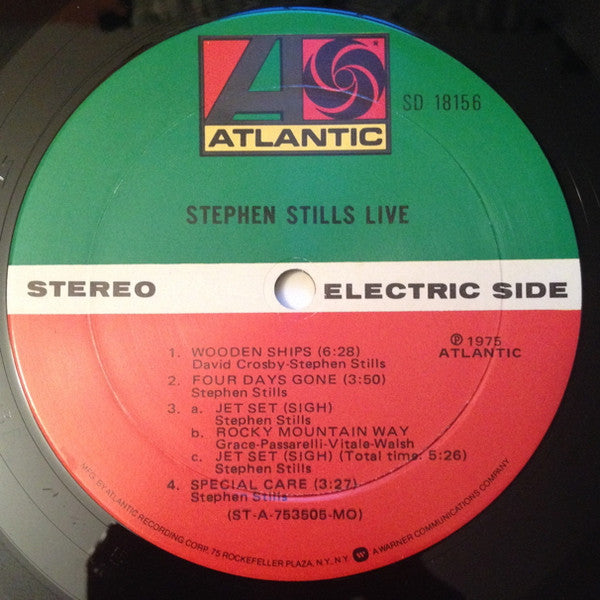 ATLANTIC
SD 18156
STEPHEN STILLS LIVE
STEREO
ELECTRIC SIDE
℗ 1975
ATLANTIC
1. WOODEN SHIPS (6:28)
David Crosby-Stephen Stills
2. FOUR DAYS GONE (3:50)
Stephen Stills
3. a. JET SET (SIGH)
Stephen Stills
b. ROCKY MOUNTAIN WAY
Grace-Passarelli-Vitale-Walsh
c. JET SET (SIGH) (Total time: 5:26)
Stephen Stills
4. SPECIAL CARE (3:27)
Stephen Stills
(ST-A-753505-MO)
MFG. BY ATLANTIC RECORDING CORP. 75 ROCKEFELLER PLAZA, N.Y., N.Y. A WARNER COMMUNICATIONS COMPANY